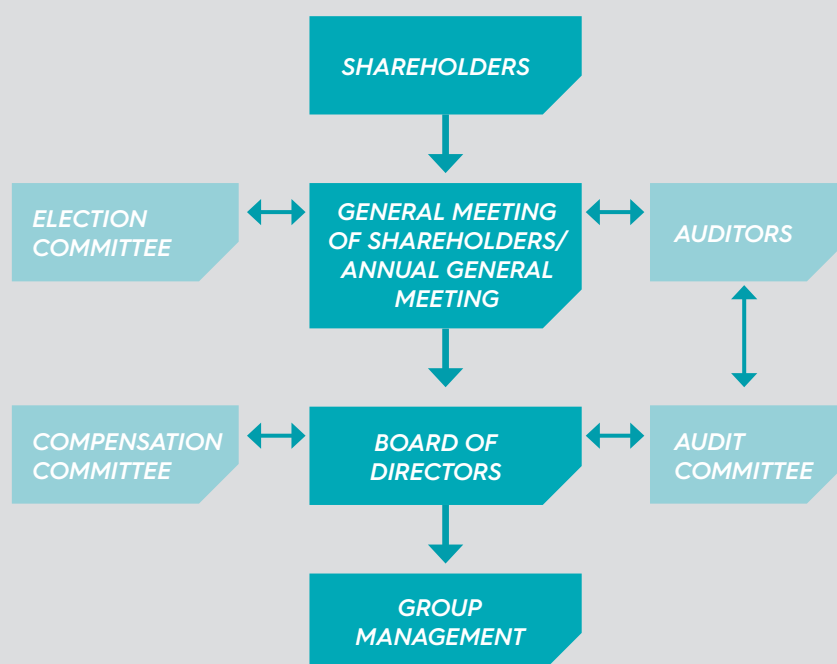 SHAREHOLDERS
ELECTION
COMMITTEE
GENERAL MEETING
OF SHAREHOLDERS/
ANNUAL GENERAL
MEETING
AUDITORS
COMPENSATION
COMMITTEE
BOARD OF
DIRECTORS
AUDIT
COMMITTEE
GROUP
MANAGEMENT